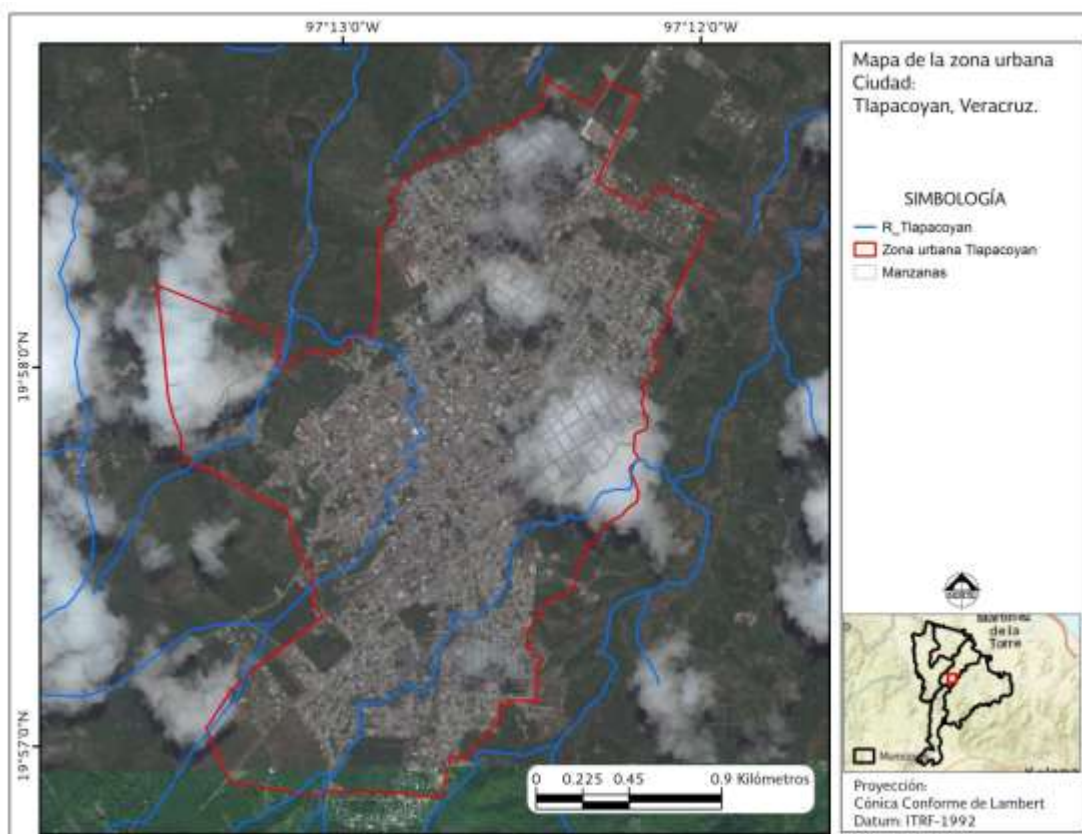 97°13'0"W
97°12'0"W
19°58'0"N
19°57'0"N
0 0.225 0.45 0.9 Kilómetros
Mapa de la zona urbana
Ciudad:
Tlapacoyan, Veracruz.
SIMBOLOGÍA
R_Tlapacoyan
Zona urbana Tlapacoyan
Manzanas
Martínez
de la
Torre
Proyección:
Cónica Conforme de Lambert
Datum: ITRF-1992